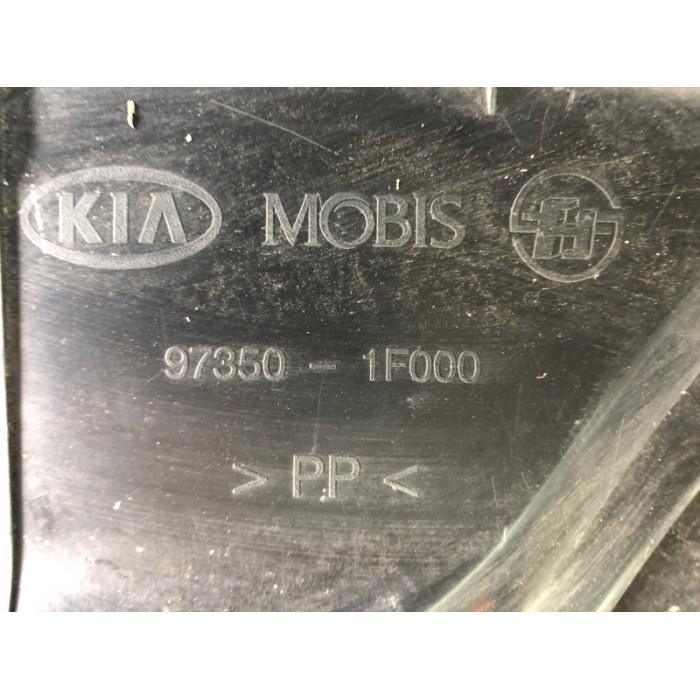 KIA MOBIS
97350 - 1F000
> PP <